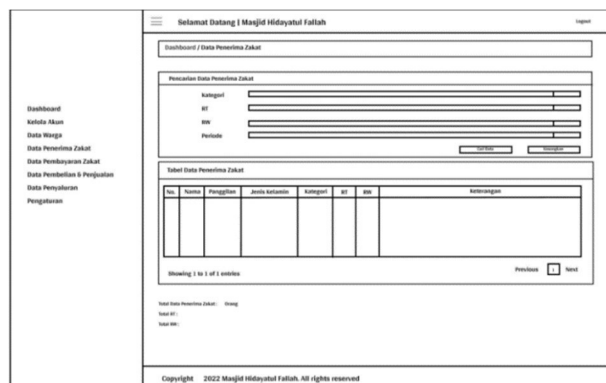 Selamat Datang | Masjid Hidayatul Fallah
Logout
Dashboard / Data Penerima Zakat
Dashboard
Kelola Akun
Data Warga
Data Penerima Zakat
Data Pembayaran Zakat
Data Pembelian & Penjualan
Data Penyaluran
Pengaturan
Pencarian Data Penerima Zakat
Kategori
RT
RW
Periode
Cari Data
Kosongkan
Tabel Data Penerima Zakat
No. Nama Panggilan Jenis Kelamin Kategori RT RW Keterangan
Showing 1 to 1 of 1 entries
Previous 1 Next
Total Data Penerima Zakat : Orang
Total RT :
Total RW :
Copyright 2022 Masjid Hidayatul Fallah. All rights reserved